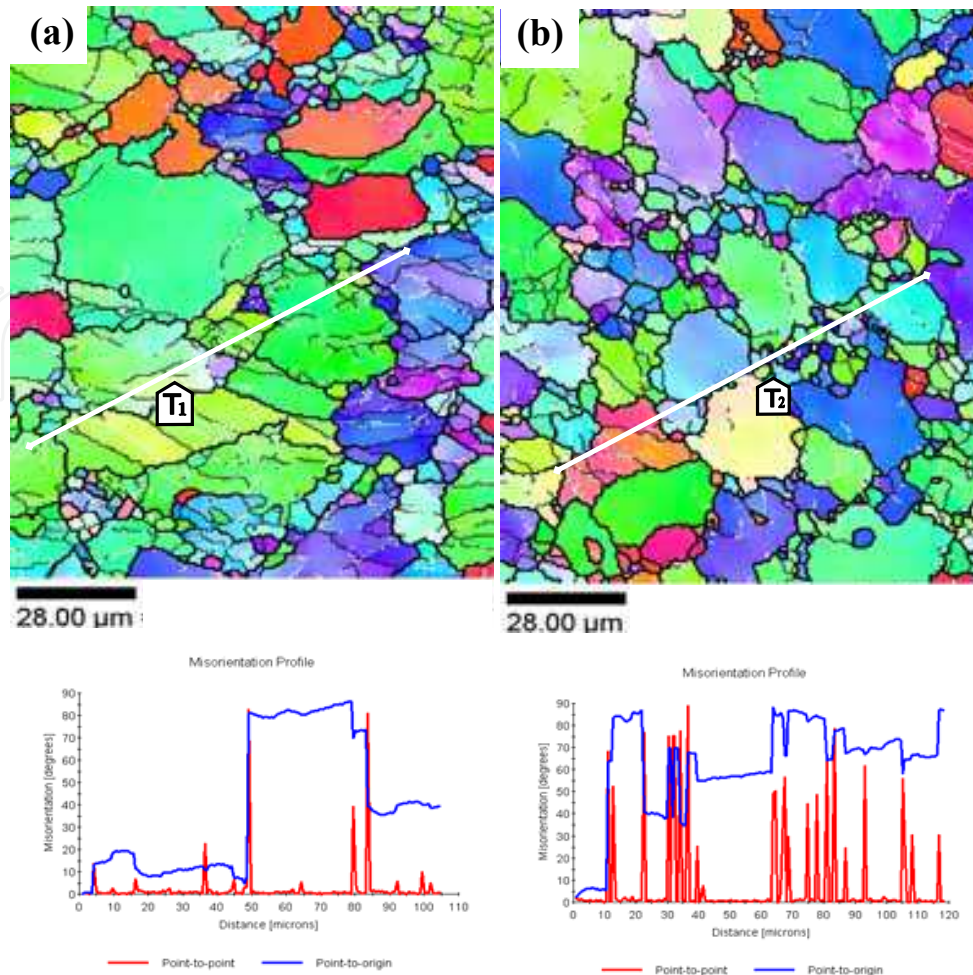 (a)
(b)
T1
T2
28.00 µm
28.00 µm
Misorientation Profile
Misorientation [degrees]
90
80
70
60
50
40
30
20
10
0
0 10 20 30 40 50 60 70 80 90 100 110
Distance [microns]
Point-to-point Point-to-origin
Misorientation Profile
Misorientation [degrees]
90
80
70
60
50
40
30
20
10
0
0 10 20 30 40 50 60 70 80 90 100 110 120
Distance [microns]
Point-to-point Point-to-origin